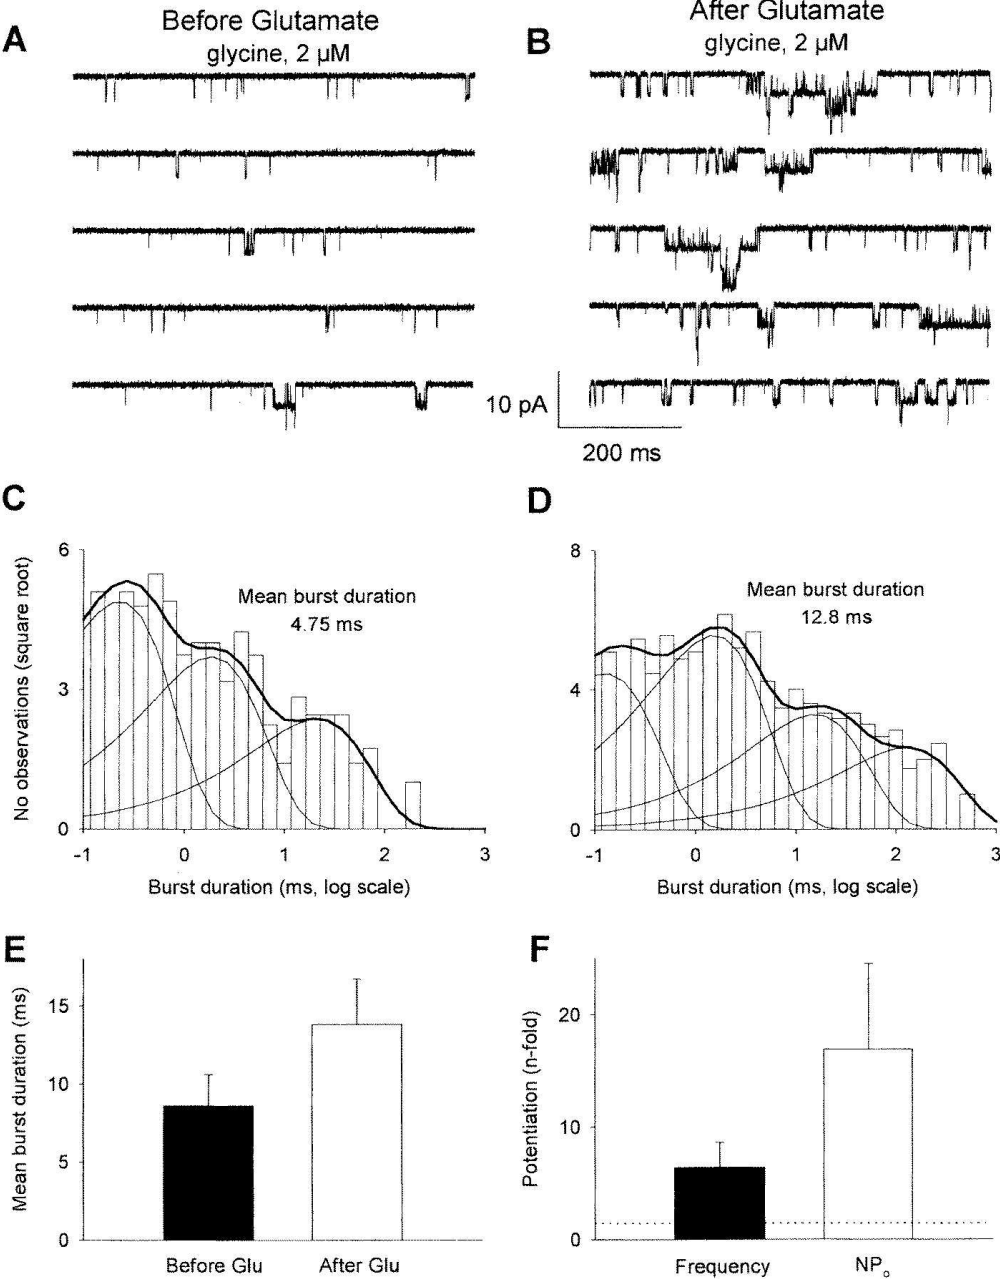 A
Before Glutamate
glycine, 2 µM
B
After Glutamate
glycine, 2 µM
10 pA
200 ms
C
No observations (square root)
6
3
0
Mean burst duration
4.75 ms
-1 0 1 2 3
Burst duration (ms, log scale)
D
8
4
0
Mean burst duration
12.8 ms
-1 0 1 2 3
Burst duration (ms, log scale)
E
Mean burst duration (ms)
15
10
5
0
Before Glu After Glu
F
Potentiation (n-fold)
20
10
0
Frequency NPo